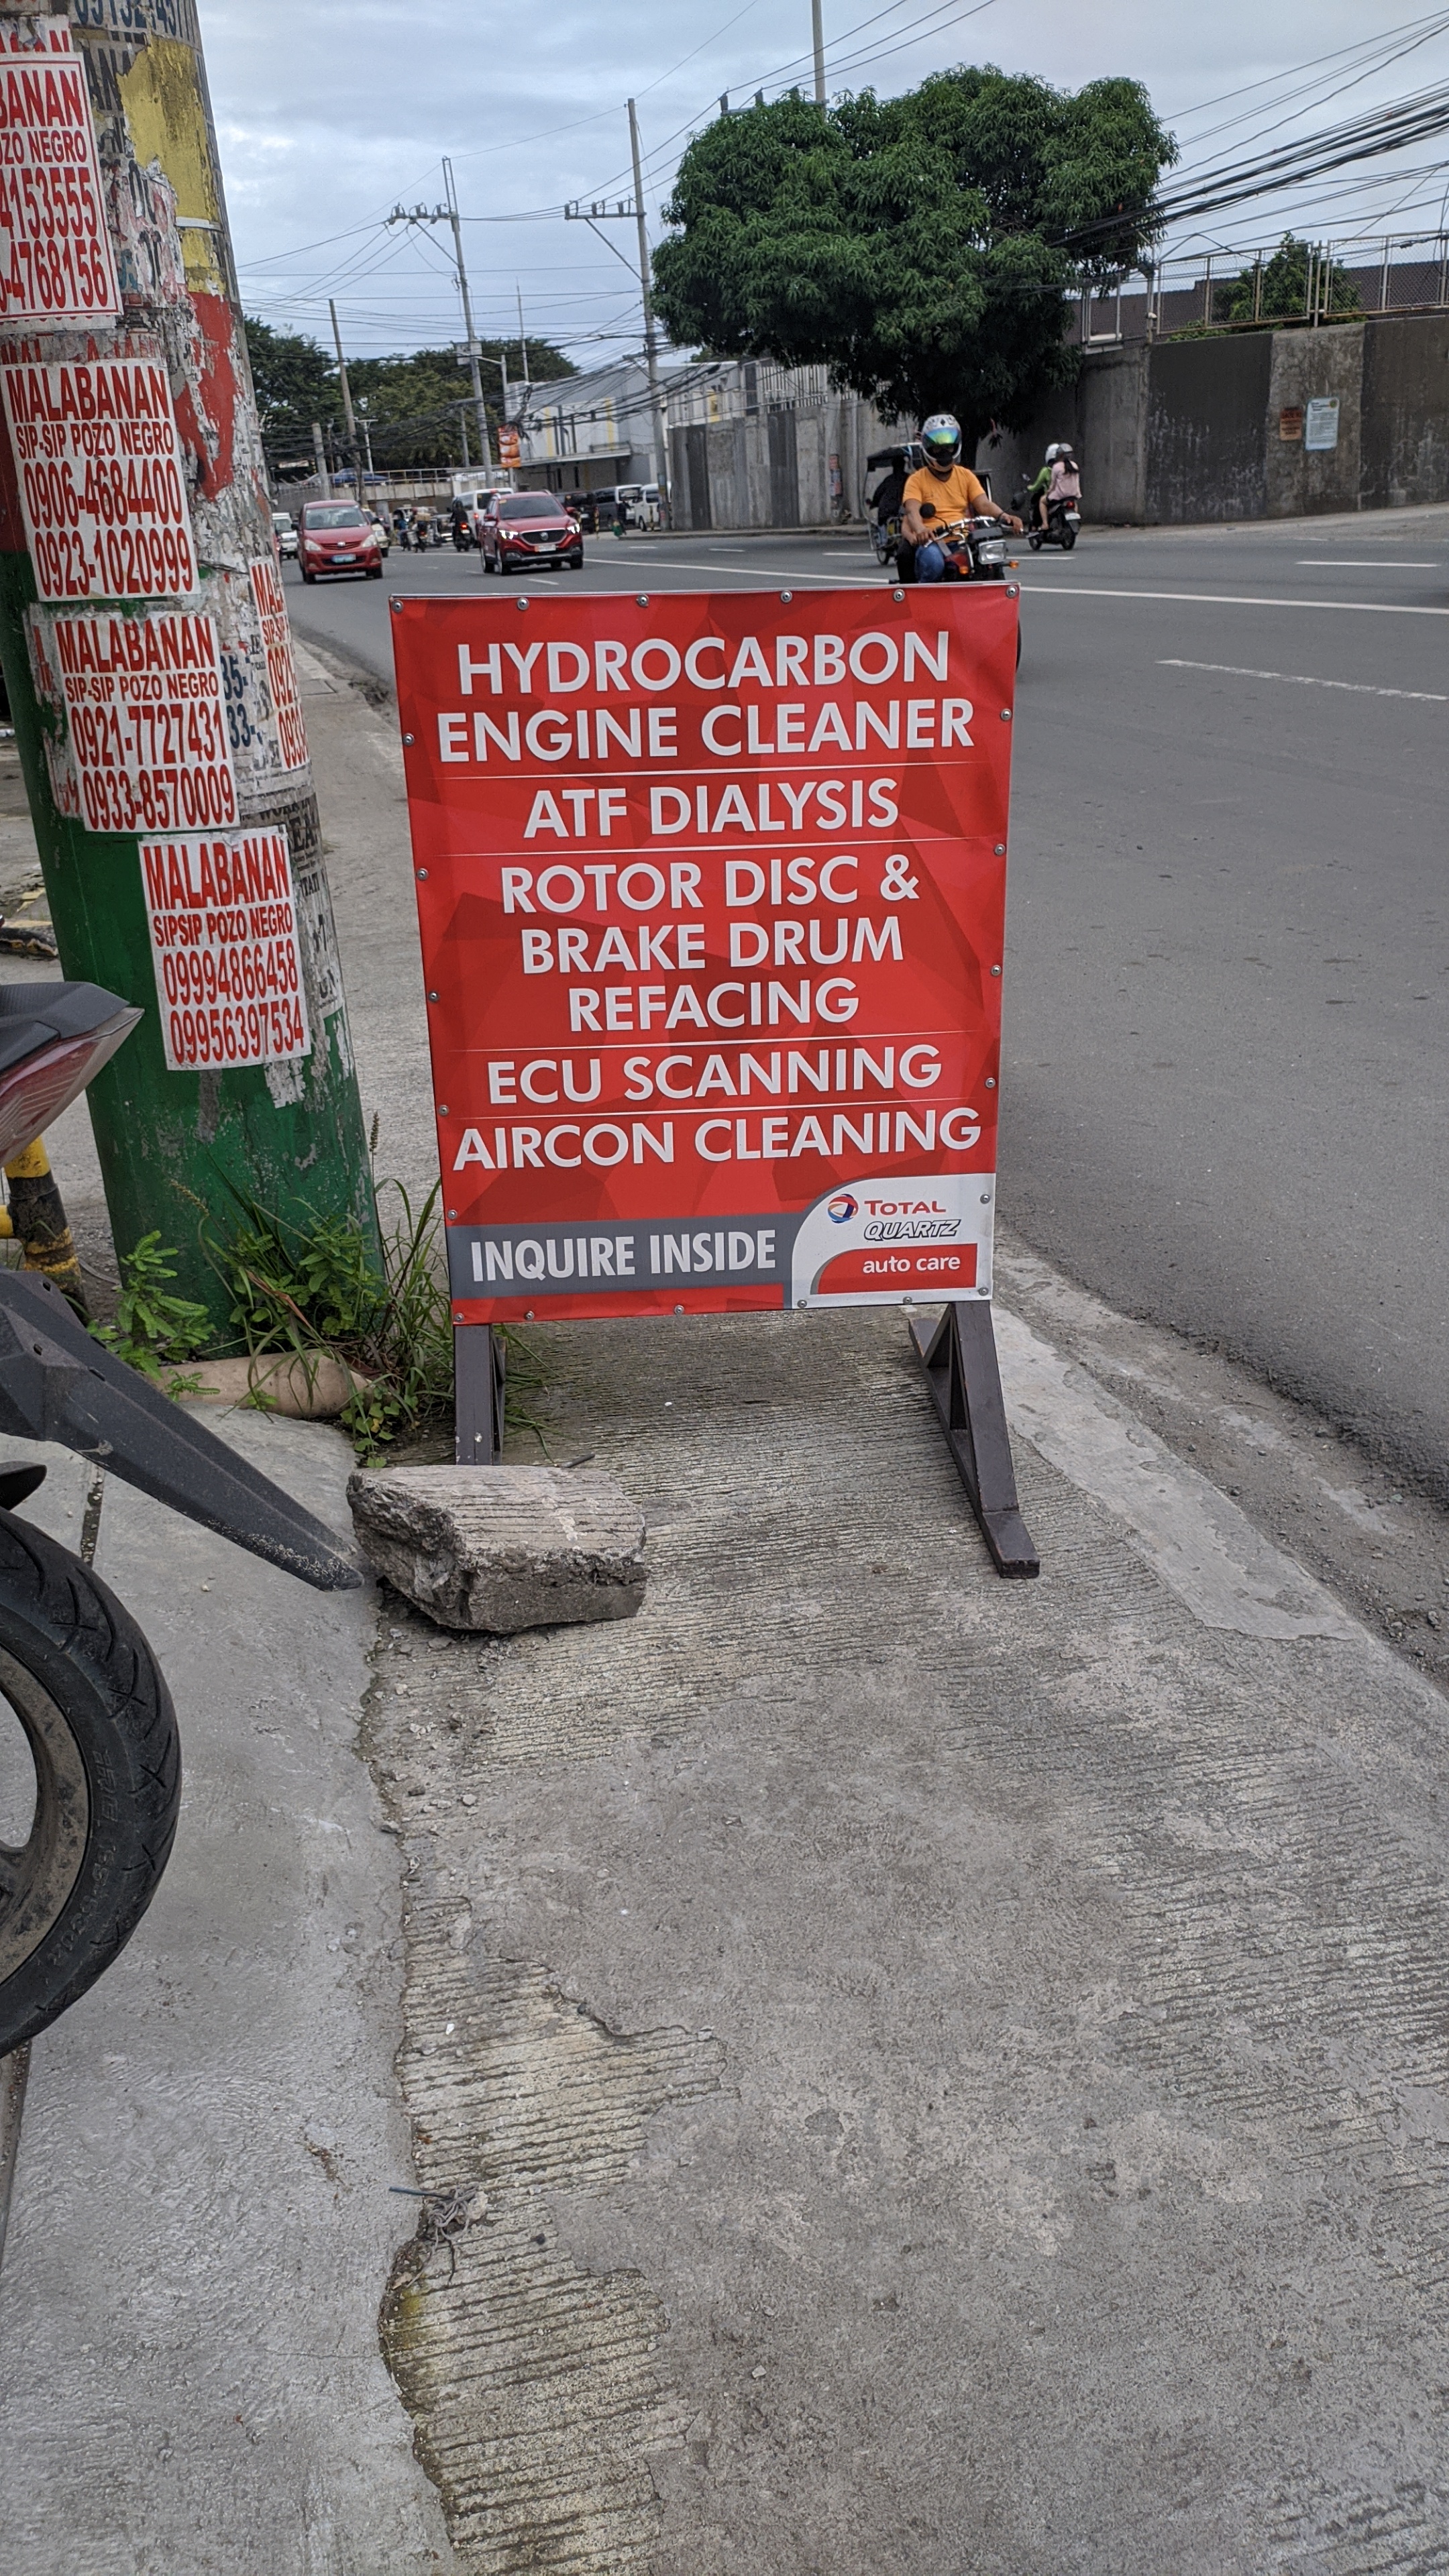 BANAN
OZO NEGRO
4153555
-4768156
MALABANAN
SIP-SIP POZO NEGRO
0906-4684400
0923-1020999
MALABANAN
SIP-SIP POZO NEGRO
0921-7727431
0933-8570009
MALABANAN
SIPSIP POZO NEGRO
09994866458
09956397534
HYDROCARBON
ENGINE CLEANER
ATF DIALYSIS
ROTOR DISC &
BRAKE DRUM
REFACING
ECU SCANNING
AIRCON CLEANING
INQUIRE INSIDE
TOTAL
QUARTZ
auto care